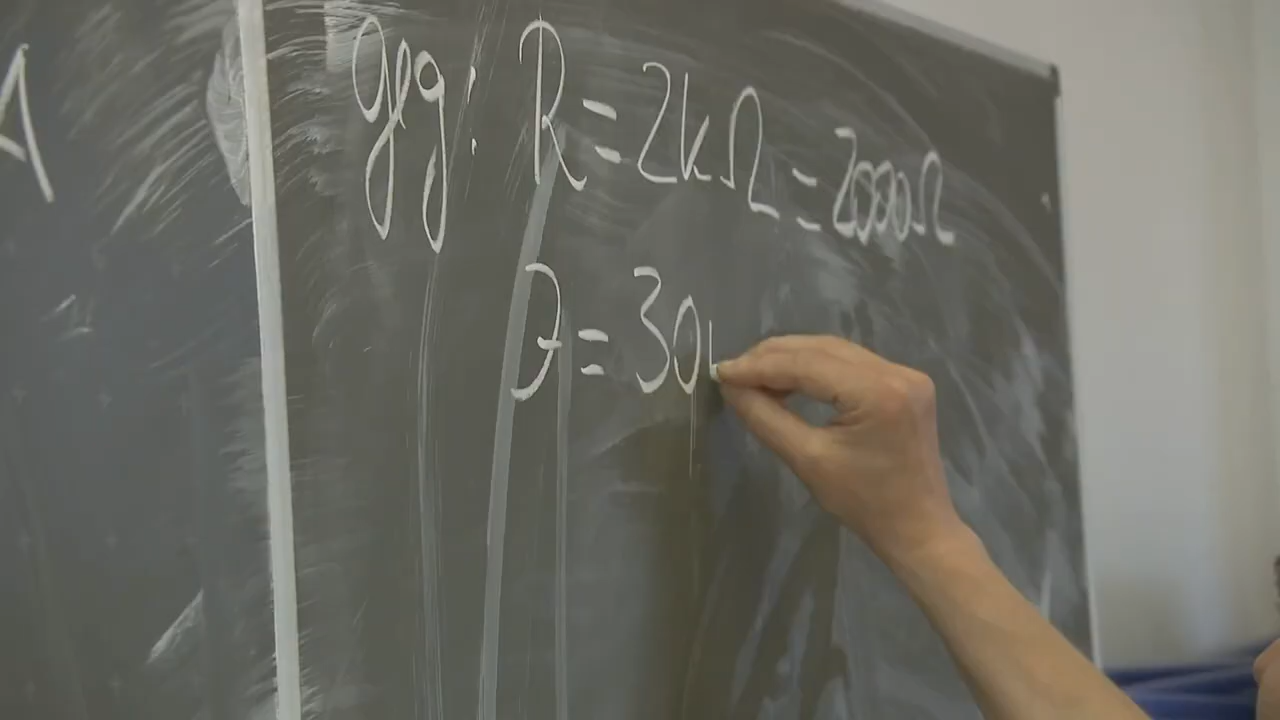 geg: R = 2kΩ = 2000Ω
I = 30